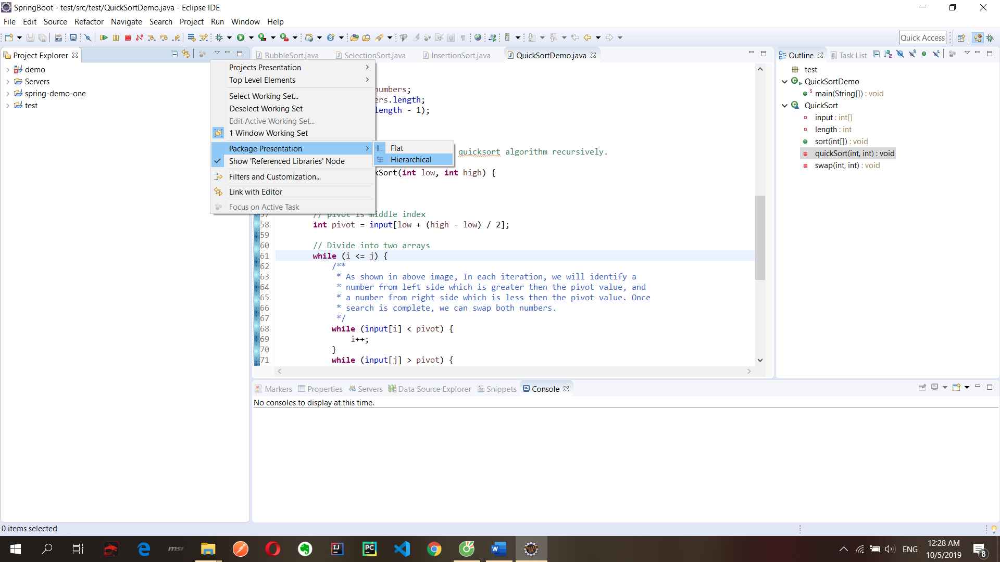 SpringBoot - test/src/test/QuickSortDemo.java - Eclipse IDE
File Edit Source Refactor Navigate Search Project Run Window Help
Quick Access
Project Explorer
demo
Servers
spring-demo-one
test
Projects Presentation
Top Level Elements
Select Working Set...
Deselect Working Set
Edit Active Working Set...
1 Window Working Set
Package Presentation
Show 'Referenced Libraries' Node
Filters and Customization...
Link with Editor
Focus on Active Task
Flat
Hierarchical
BubbleSort.java SelectionSort.java InsertionSort.java QuickSortDemo.java
numbers;
ers.length;
length - 1);
quicksort algorithm recursively.
kSort(int low, int high) {
57 // pivot is middle index
58 int pivot = input[low + (high - low) / 2];
59
60 // Divide into two arrays
61 while (i <= j) {
62 /**
63 * As shown in above image, In each iteration, we will identify a
64 * number from left side which is greater then the pivot value, and
65 * a number from right side which is less then the pivot value. Once
66 * search is complete, we can swap both numbers.
67 */
68 while (input[i] < pivot) {
69 i++;
70 }
71 while (input[j] > pivot) {
Outline Task List
test
QuickSortDemo
main(String[]) : void
QuickSort
input : int[]
length : int
sort(int[]) : void
quickSort(int, int) : void
swap(int, int) : void
Markers Properties Servers Data Source Explorer Snippets Console
No consoles to display at this time.
0 items selected
msi
IJ
PC
W
ENG
12:28 AM
10/5/2019
8